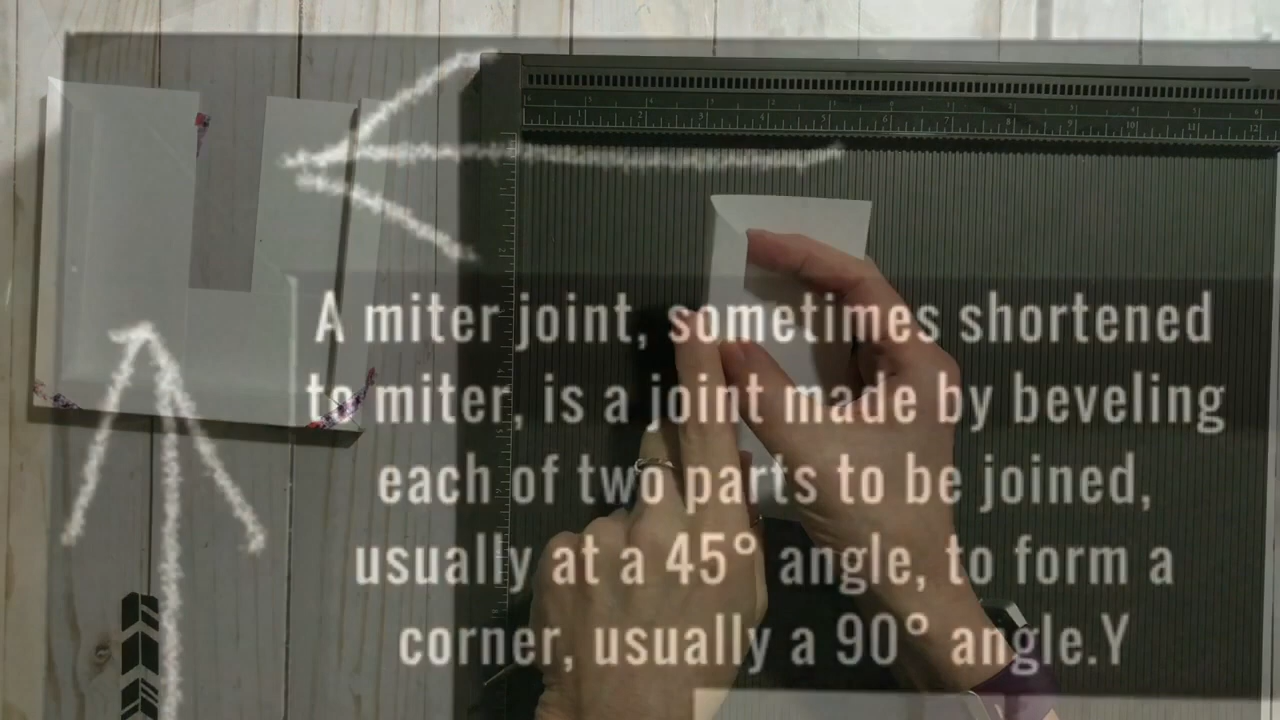 A miter joint, sometimes shortened
to miter, is a joint made by beveling
each of two parts to be joined,
usually at a 45° angle, to form a
corner, usually a 90° angle.Y